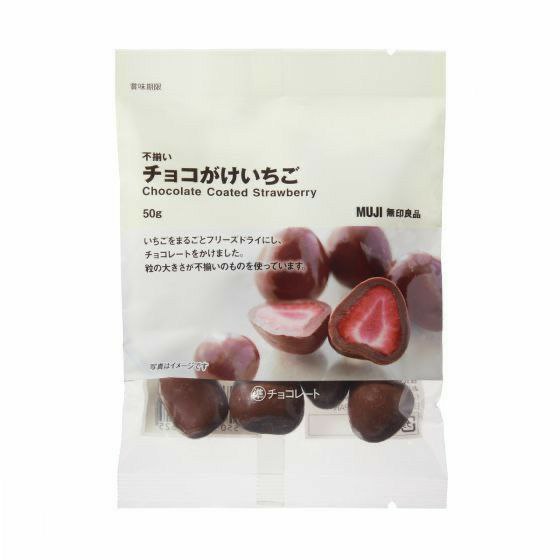 賞味期限
不揃い
チョコがけいちご
Chocolate Coated Strawberry
50g
MUJI 無印良品
いちごをまるごとフリーズドライにし、
チョコレートをかけました。
粒の大きさが不揃いのものを使っています。
写真はイメージです
準チョコレート